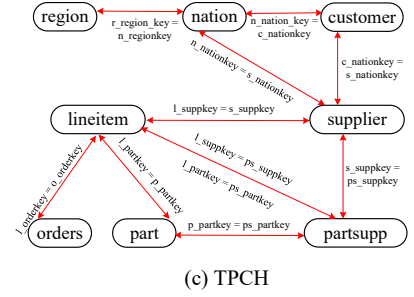 region
nation
customer
r_region_key =
n_regionkey
n_nationkey =
c_nationkey
n_nationkey = s_nationkey
c_nationkey =
s_nationkey
lineitem
l_suppkey = s_suppkey
supplier
l_suppkey = ps_suppkey
l_partkey = ps_partkey
l_orderkey = o_orderkey
l_partkey = p_partkey
s_suppkey =
ps_suppkey
orders
part
p_partkey = ps_partkey
partsupp
(c) TPCH